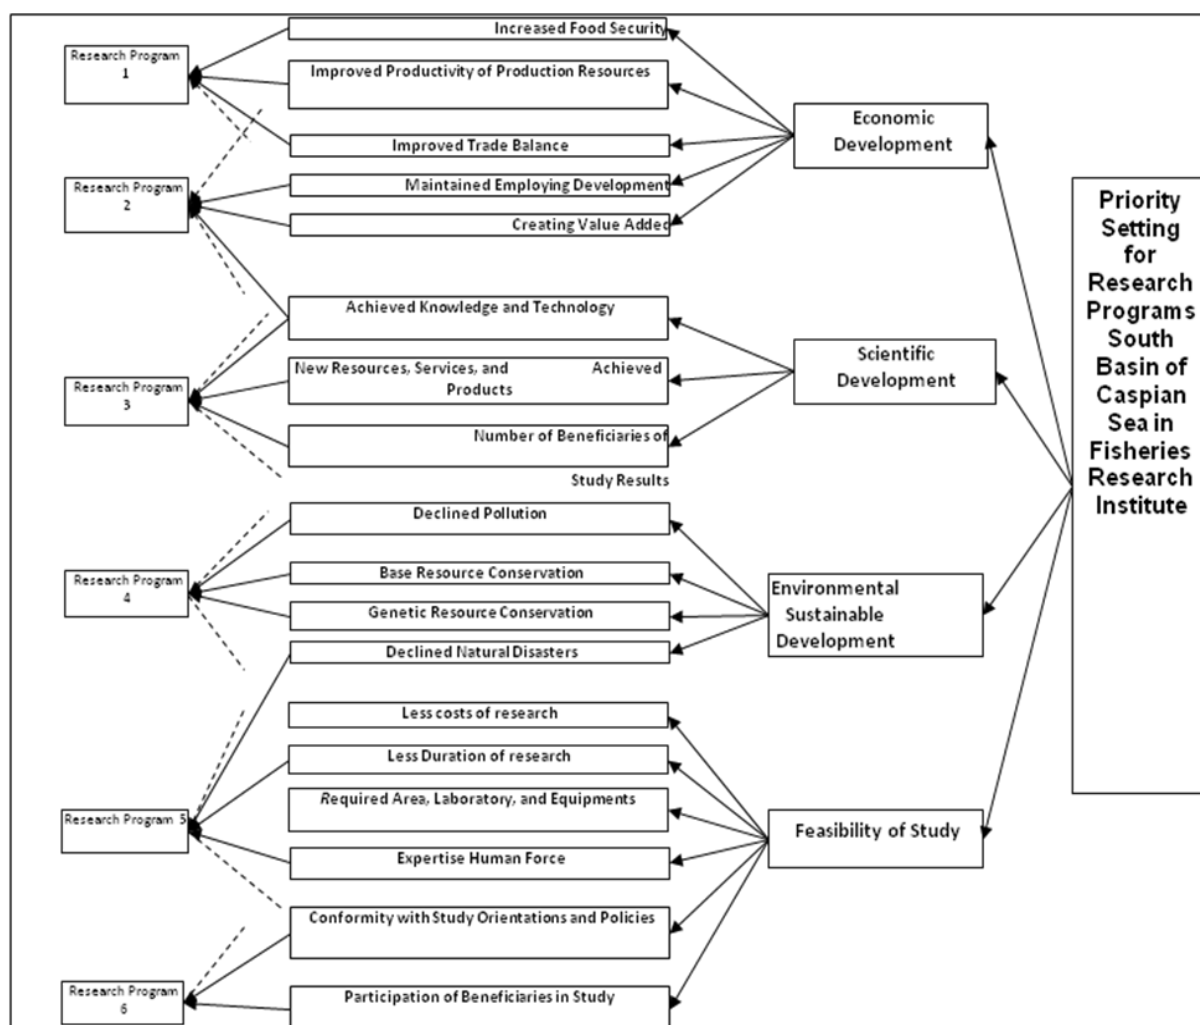 Research Program
1
Research Program
2
Research Program
3
Research Program
4
Research Program 5
Research Program
6
Increased Food Security
Improved Productivity of Production Resources
Improved Trade Balance
Maintained Employing Development
Creating Value Added
Achieved Knowledge and Technology
New Resources, Services, and Achieved
Products
Number of Beneficiaries of
Study Results
Declined Pollution
Base Resource Conservation
Genetic Resource Conservation
Declined Natural Disasters
Less costs of research
Less Duration of research
Required Area, Laboratory, and Equipments
Expertise Human Force
Conformity with Study Orientations and Policies
Participation of Beneficiaries in Study
Economic
Development
Scientific
Development
Environmental
Sustainable
Development
Feasibility of Study
Priority
Setting
for
Research
Programs
South
Basin of
Caspian
Sea in
Fisheries
Research
Institute